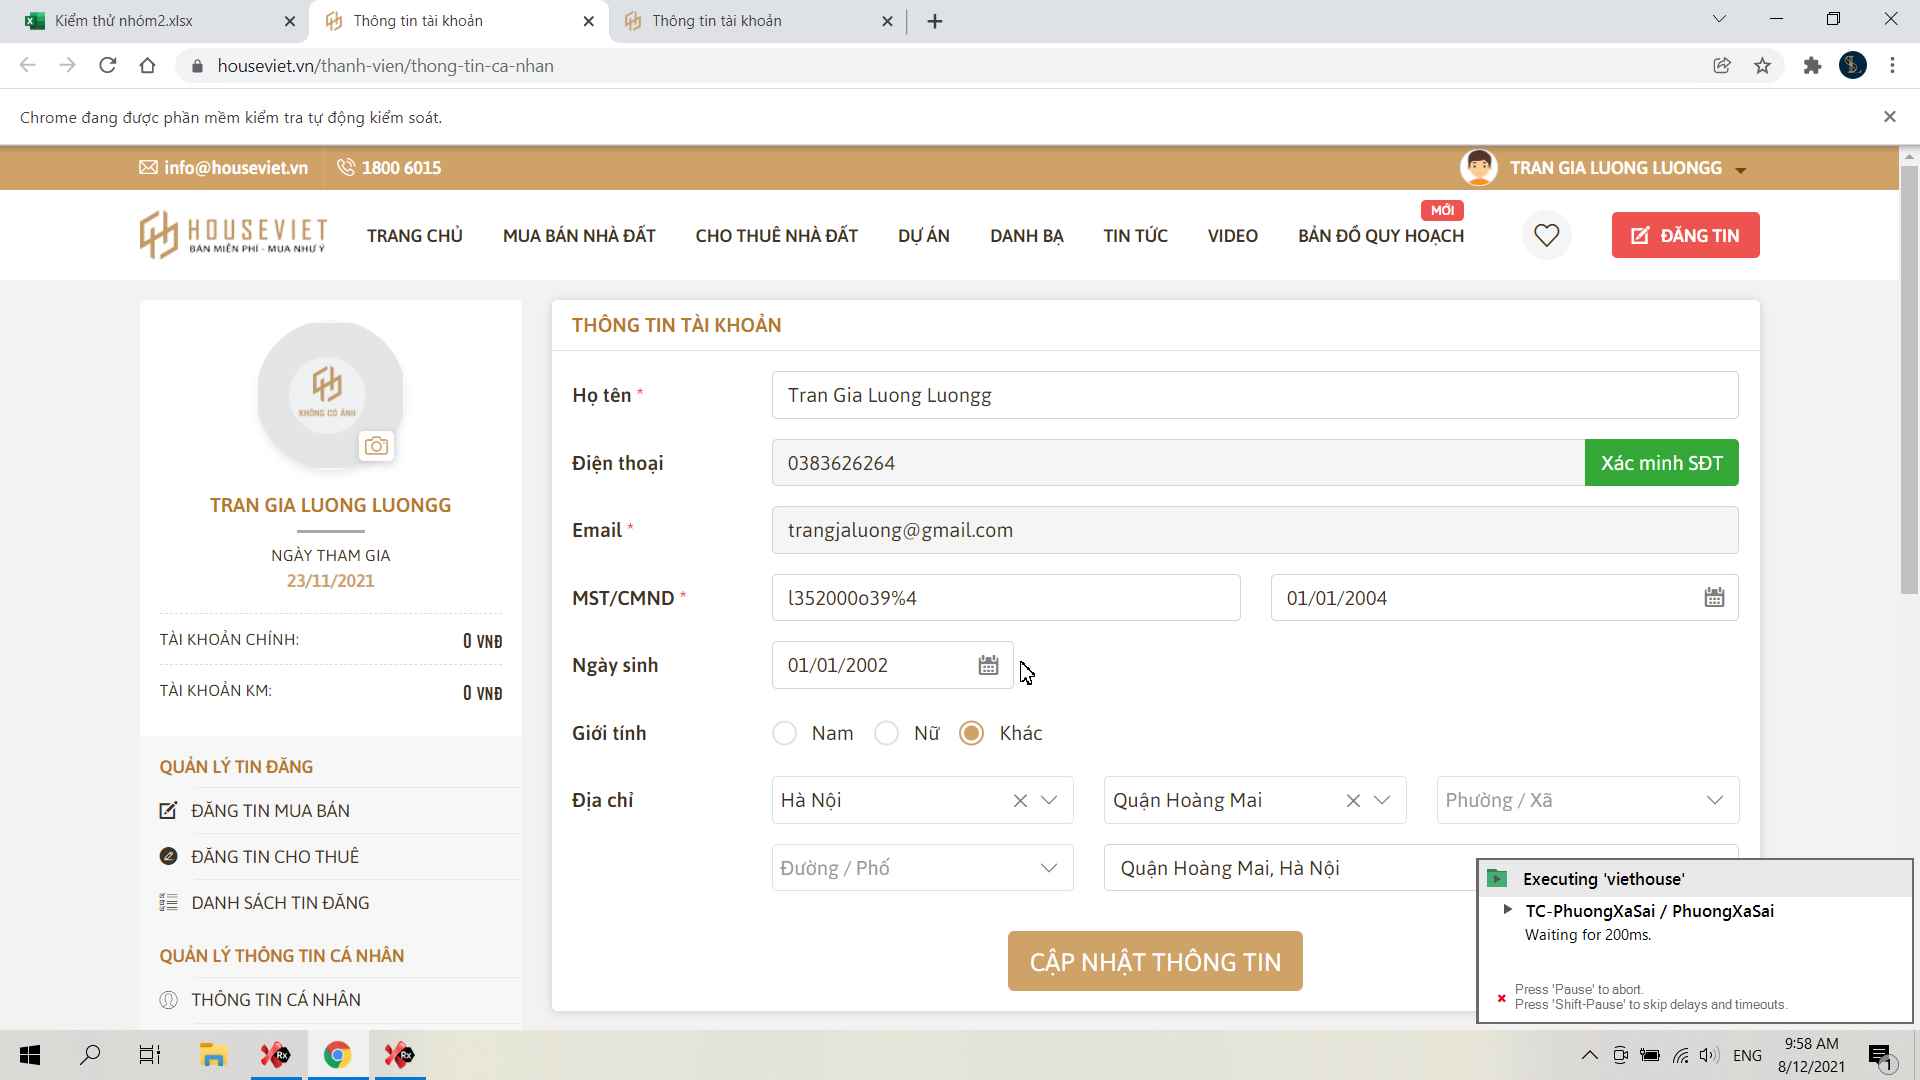 Kiểm thử nhóm2.xlsx
Thông tin tài khoản
Thông tin tài khoản
houseviet.vn/thanh-vien/thong-tin-ca-nhan
Chrome đang được phần mềm kiểm tra tự động kiểm soát.
info@houseviet.vn
1800 6015
TRAN GIA LUONG LUONGG
HOUSEVIET
BÁN MIỄN PHÍ - MUA NHƯ Ý
TRANG CHỦ
MUA BÁN NHÀ ĐẤT
CHO THUÊ NHÀ ĐẤT
DỰ ÁN
DANH BẠ
TIN TỨC
VIDEO
BẢN ĐỒ QUY HOẠCH
MỚI
ĐĂNG TIN
KHÔNG CÓ ẢNH
TRAN GIA LUONG LUONGG
NGÀY THAM GIA
23/11/2021
TÀI KHOẢN CHÍNH: 0 VNĐ
TÀI KHOẢN KM: 0 VNĐ
QUẢN LÝ TIN ĐĂNG
ĐĂNG TIN MUA BÁN
ĐĂNG TIN CHO THUÊ
DANH SÁCH TIN ĐĂNG
QUẢN LÝ THÔNG TIN CÁ NHÂN
THÔNG TIN CÁ NHÂN
THÔNG TIN TÀI KHOẢN
Họ tên * Tran Gia Luong Luongg
Điện thoại 0383626264 Xác minh SĐT
Email * trangjaluong@gmail.com
MST/CMND * l352000o39%4 01/01/2004
Ngày sinh 01/01/2002
Giới tính Nam Nữ Khác
Địa chỉ Hà Nội Quận Hoàng Mai Phường / Xã
Đường / Phố Quận Hoàng Mai, Hà Nội
CẬP NHẬT THÔNG TIN
Executing 'viethouse'
TC-PhuongXaSai / PhuongXaSai
Waiting for 200ms.
Press 'Pause' to abort.
Press 'Shift-Pause' to skip delays and timeouts.
Rx
Rx
ENG
9:58 AM
8/12/2021
1